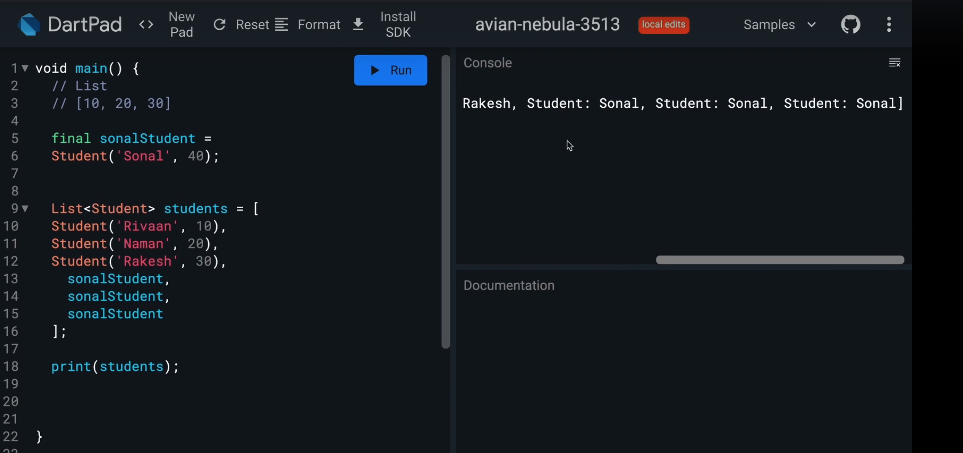 DartPad <> New Pad Reset Format Install SDK avian-nebula-3513 local edits Samples
Run
1 void main() {
2 // List
3 // [10, 20, 30]
4
5 final sonalStudent =
6 Student('Sonal', 40);
7
8
9 List<Student> students = [
10 Student('Rivaan', 10),
11 Student('Naman', 20),
12 Student('Rakesh', 30),
13 sonalStudent,
14 sonalStudent,
15 sonalStudent
16 ];
17
18 print(students);
19
20
21
22 }
Console
Rakesh, Student: Sonal, Student: Sonal, Student: Sonal]
Documentation